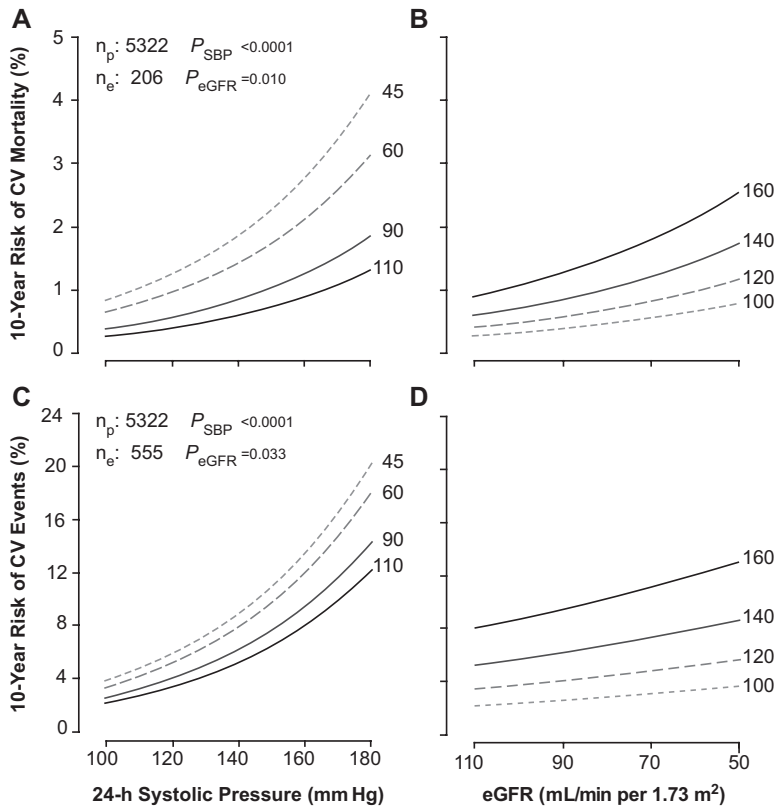 A
B
10-Year Risk of CV Mortality (%)
5
4
3
2
1
0
n_p: 5322 P_SBP <0.0001
n_e: 206 P_eGFR =0.010
45
60
90
110
160
140
120
100
C
D
10-Year Risk of CV Events (%)
24
20
16
12
8
4
0
n_p: 5322 P_SBP <0.0001
n_e: 555 P_eGFR =0.033
45
60
90
110
160
140
120
100
100 120 140 160 180
110 90 70 50
24-h Systolic Pressure (mm Hg)
eGFR (mL/min per 1.73 m²)